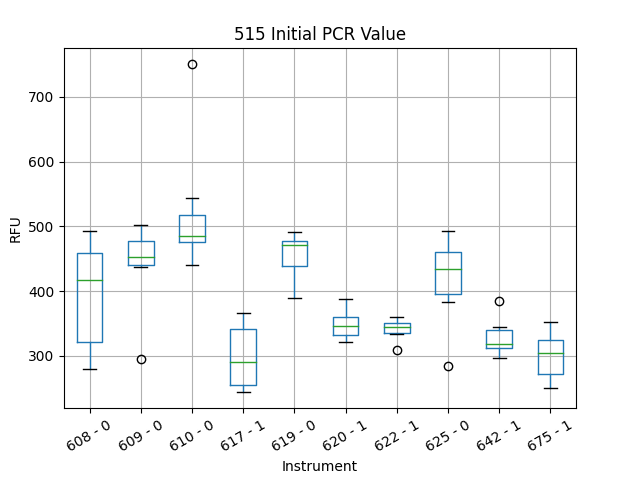 515 Initial PCR Value
RFU
700
600
500
400
300
608 - 0
609 - 0
610 - 0
617 - 1
619 - 0
620 - 1
622 - 1
625 - 0
642 - 1
675 - 1
Instrument